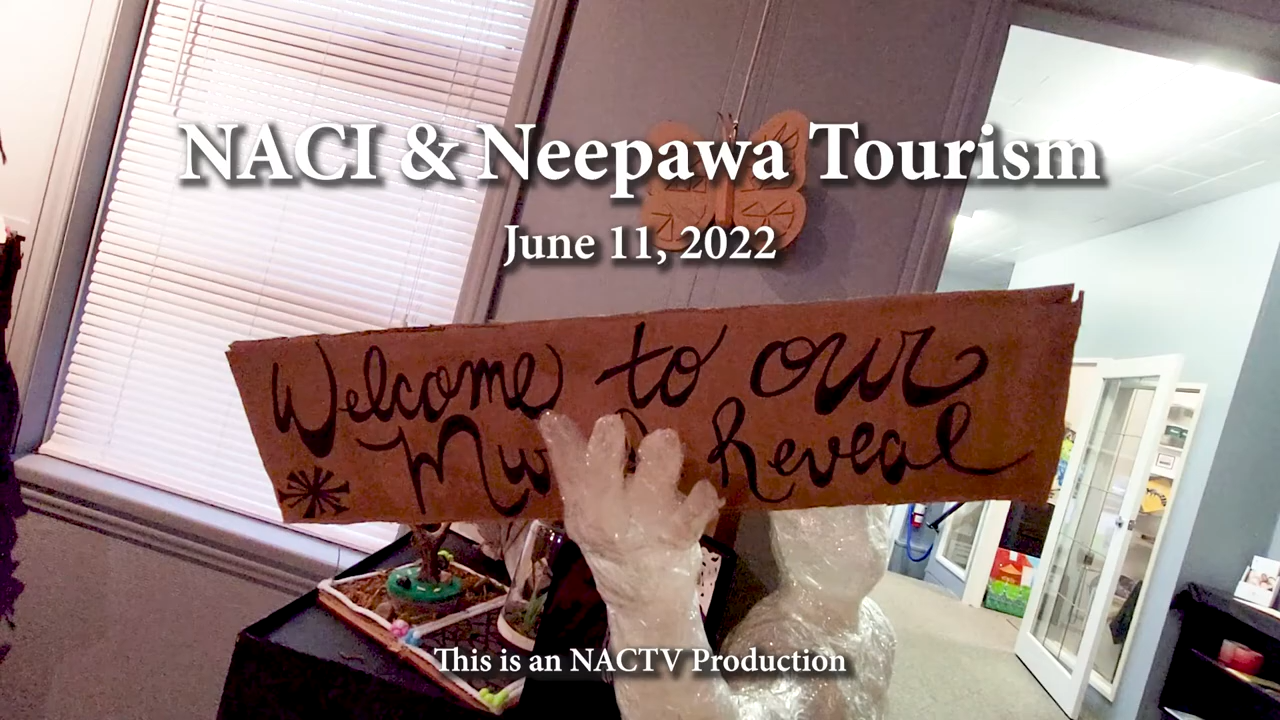 NACI & Neepawa Tourism
June 11, 2022
Welcome to our
Reveal
This is an NACTV Production